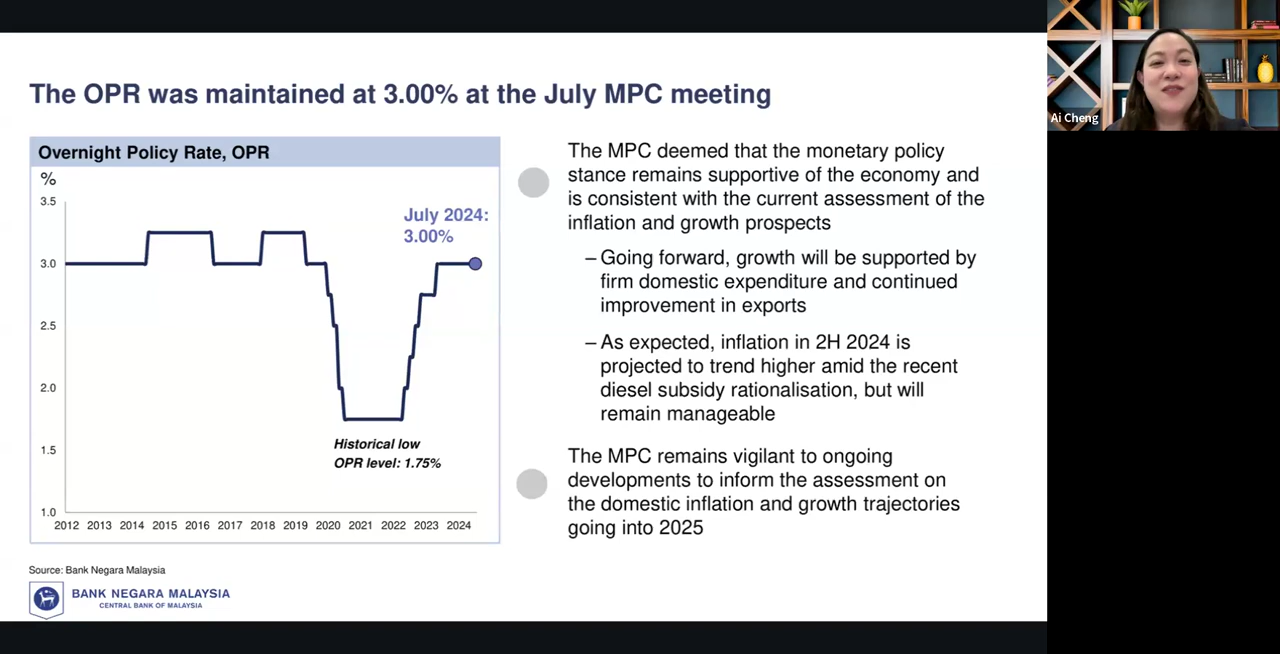 The OPR was maintained at 3.00% at the July MPC meeting
Overnight Policy Rate, OPR
%
3.5
3.0
2.5
2.0
1.5
1.0
July 2024:
3.00%
Historical low
OPR level: 1.75%
2012 2013 2014 2015 2016 2017 2018 2019 2020 2021 2022 2023 2024
The MPC deemed that the monetary policy
stance remains supportive of the economy and
is consistent with the current assessment of the
inflation and growth prospects
– Going forward, growth will be supported by
firm domestic expenditure and continued
improvement in exports
– As expected, inflation in 2H 2024 is
projected to trend higher amid the recent
diesel subsidy rationalisation, but will
remain manageable
The MPC remains vigilant to ongoing
developments to inform the assessment on
the domestic inflation and growth trajectories
going into 2025
Source: Bank Negara Malaysia
BANK NEGARA MALAYSIA
CENTRAL BANK OF MALAYSIA
Ai Cheng